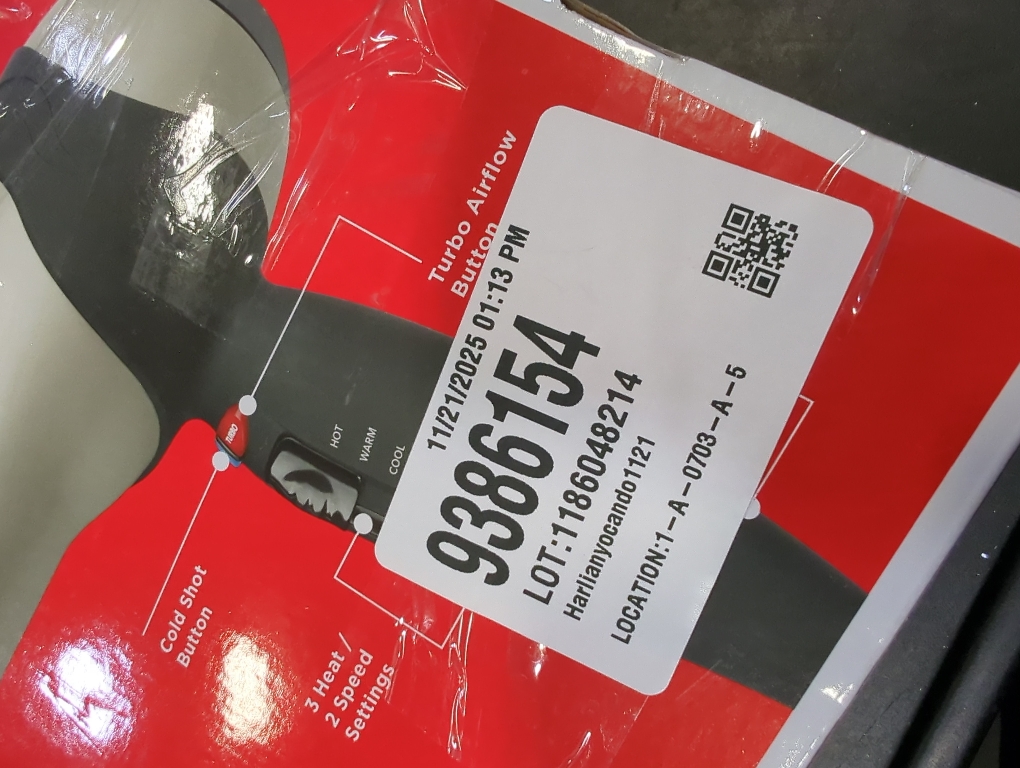 Turbo Airflow
Button
TURBO
HOT
WARM
COOL
Cold Shot
Button
3 Heat /
2 Speed
Settings
11/21/2025 01:13 PM
9386154
LOT:1186048214
Harlianyocando1121
LOCATION:1-A-0703-A-5